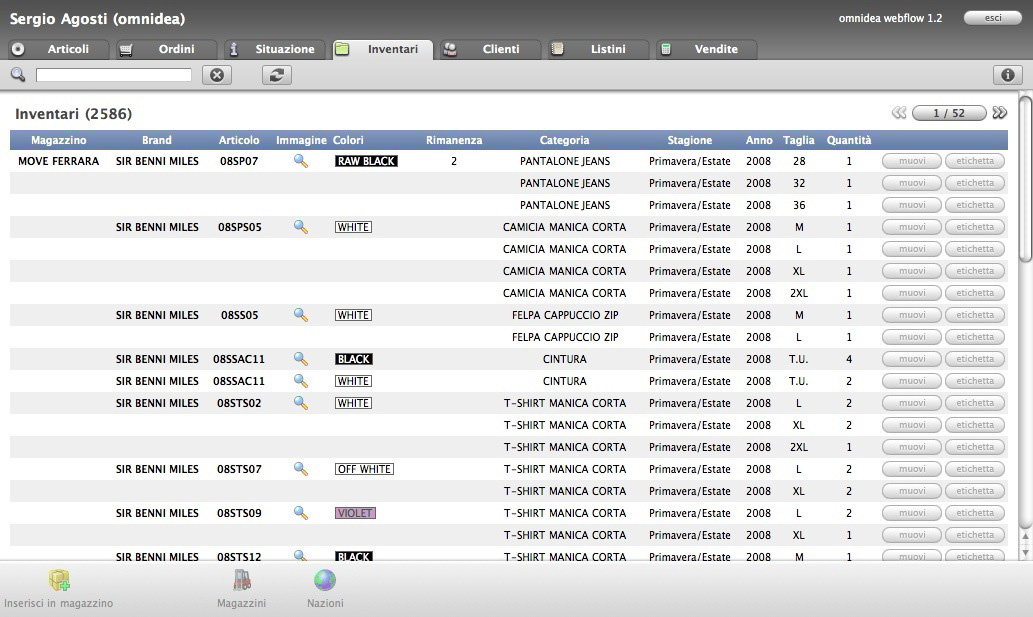 Sergio Agosti (omnidea) omnidea webflow 1.2 esci
Articoli Ordini Situazione Inventari Clienti Listini Vendite
Inventari (2586) 1 / 52
Magazzino Brand Articolo Immagine Colori Rimanenza Categoria Stagione Anno Taglia Quantità
MOVE FERRARA SIR BENNI MILES 08SP07 RAW BLACK 2 PANTALONE JEANS Primavera/Estate 2008 28 1 muovi etichetta
PANTALONE JEANS Primavera/Estate 2008 32 1 muovi etichetta
PANTALONE JEANS Primavera/Estate 2008 36 1 muovi etichetta
SIR BENNI MILES 08SPS05 WHITE CAMICIA MANICA CORTA Primavera/Estate 2008 M 1 muovi etichetta
CAMICIA MANICA CORTA Primavera/Estate 2008 L 1 muovi etichetta
CAMICIA MANICA CORTA Primavera/Estate 2008 XL 1 muovi etichetta
CAMICIA MANICA CORTA Primavera/Estate 2008 2XL 1 muovi etichetta
SIR BENNI MILES 08SS05 WHITE FELPA CAPPUCCIO ZIP Primavera/Estate 2008 M 1 muovi etichetta
FELPA CAPPUCCIO ZIP Primavera/Estate 2008 L 1 muovi etichetta
SIR BENNI MILES 08SSAC11 BLACK CINTURA Primavera/Estate 2008 T.U. 4 muovi etichetta
SIR BENNI MILES 08SSAC11 WHITE CINTURA Primavera/Estate 2008 T.U. 2 muovi etichetta
SIR BENNI MILES 08STS02 WHITE T-SHIRT MANICA CORTA Primavera/Estate 2008 L 2 muovi etichetta
T-SHIRT MANICA CORTA Primavera/Estate 2008 XL 2 muovi etichetta
T-SHIRT MANICA CORTA Primavera/Estate 2008 2XL 1 muovi etichetta
SIR BENNI MILES 08STS07 OFF WHITE T-SHIRT MANICA CORTA Primavera/Estate 2008 L 2 muovi etichetta
T-SHIRT MANICA CORTA Primavera/Estate 2008 XL 2 muovi etichetta
SIR BENNI MILES 08STS09 VIOLET T-SHIRT MANICA CORTA Primavera/Estate 2008 L 2 muovi etichetta
T-SHIRT MANICA CORTA Primavera/Estate 2008 XL 1 muovi etichetta
SIR BENNI MILES 08STS12 BLACK T-SHIRT MANICA CORTA Primavera/Estate 2008 M 1 muovi etichetta
Inserisci in magazzino Magazzini Nazioni